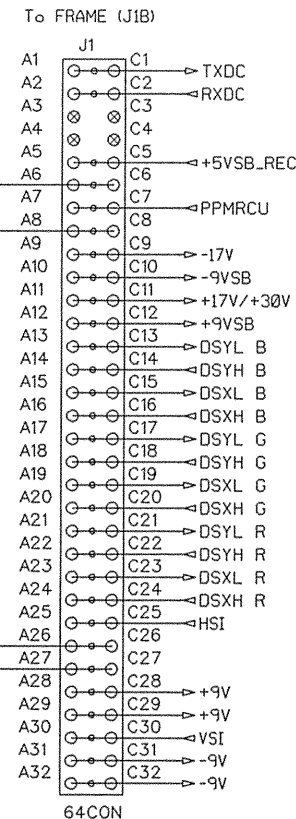 To FRAME (J1B)
J1
A1 C1 TXDC
A2 C2 RXDC
A3 C3
A4 C4
A5 C5 +5VSB_REC
A6 C6
A7 C7 PPMRCU
A8 C8
A9 C9 -17V
A10 C10 -9VSB
A11 C11 +17V/+30V
A12 C12 +9VSB
A13 C13 DSYL B
A14 C14 DSYH B
A15 C15 DSXL B
A16 C16 DSXH B
A17 C17 DSYL G
A18 C18 DSYH G
A19 C19 DSXL G
A20 C20 DSXH G
A21 C21 DSYL R
A22 C22 DSYH R
A23 C23 DSXL R
A24 C24 DSXH R
A25 C25 HSI
A26 C26
A27 C27
A28 C28 +9V
A29 C29 +9V
A30 C30 VSI
A31 C31 -9V
A32 C32 -9V
64CON